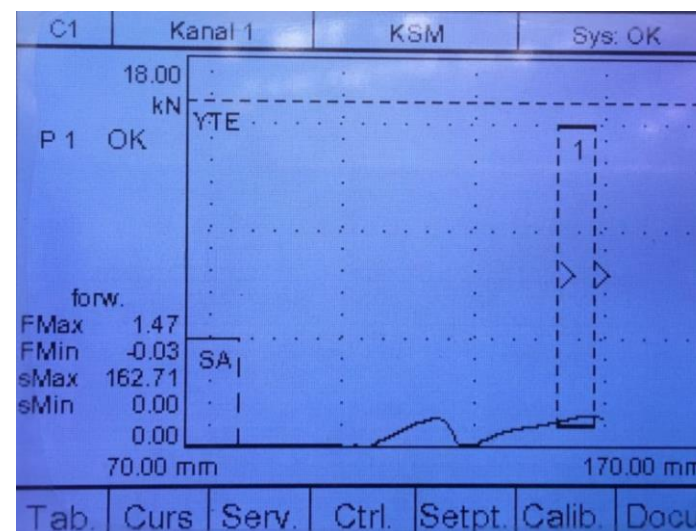 C1 Kanal 1 KSM Sys: OK
18.00
kN
YTE
P 1 OK
1
forw.
FMax 1.47
FMin -0.03
SA
sMax 162.71
sMin 0.00
0.00
70.00 mm 170.00 mm
Tab. Curs Serv. Ctrl. Setpt. Calib. Docu